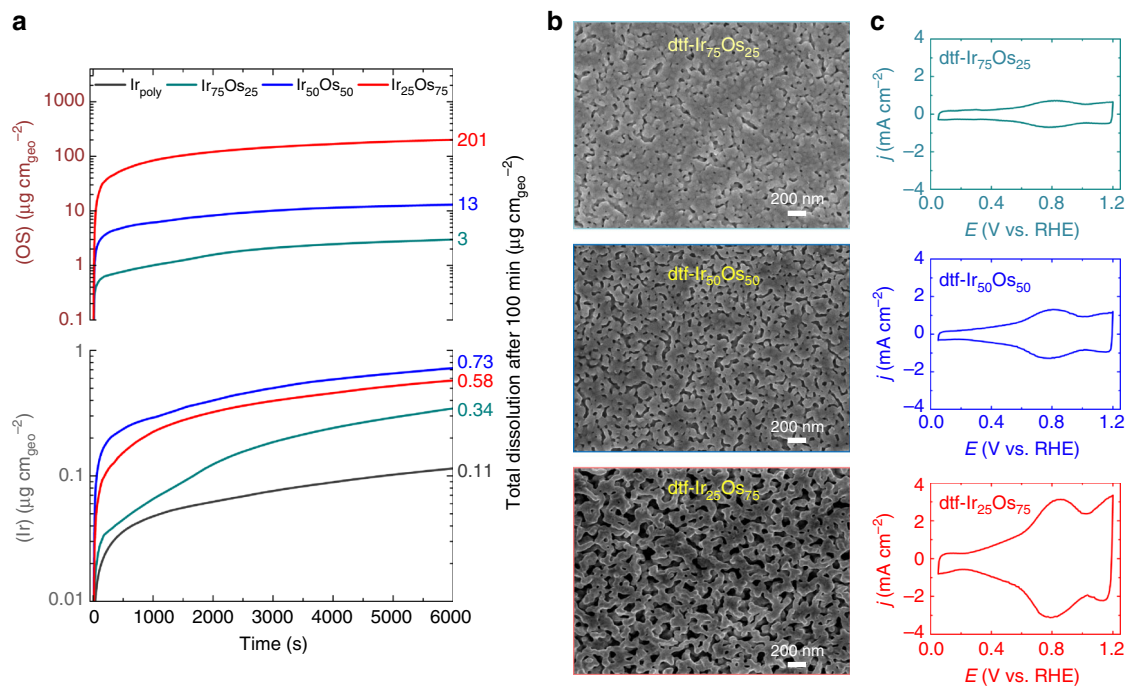 a
Ir_poly Ir₇₅Os₂₅ Ir₅₀Os₅₀ Ir₂₅Os₇₅
(OS) (µg cm_geo⁻²)
1000
100
10
1
0.1
201
13
3
(Ir) (µg cm_geo⁻²)
1
0.1
0.01
0.73
0.58
0.34
0.11
0 1000 2000 3000 4000 5000 6000
Time (s)
Total dissolution after 100 min (µg cm_geo⁻²)
b
dtf-Ir₇₅Os₂₅
200 nm
dtf-Ir₅₀Os₅₀
200 nm
dtf-Ir₂₅Os₇₅
200 nm
c
dtf-Ir₇₅Os₂₅
j (mA cm⁻²)
4
2
0
−2
−4
0.0 0.4 0.8 1.2
E (V vs. RHE)
dtf-Ir₅₀Os₅₀
j (mA cm⁻²)
4
2
0
−2
−4
0.0 0.4 0.8 1.2
E (V vs. RHE)
dtf-Ir₂₅Os₇₅
j (mA cm⁻²)
4
2
0
−2
−4
0.0 0.4 0.8 1.2
E (V vs. RHE)